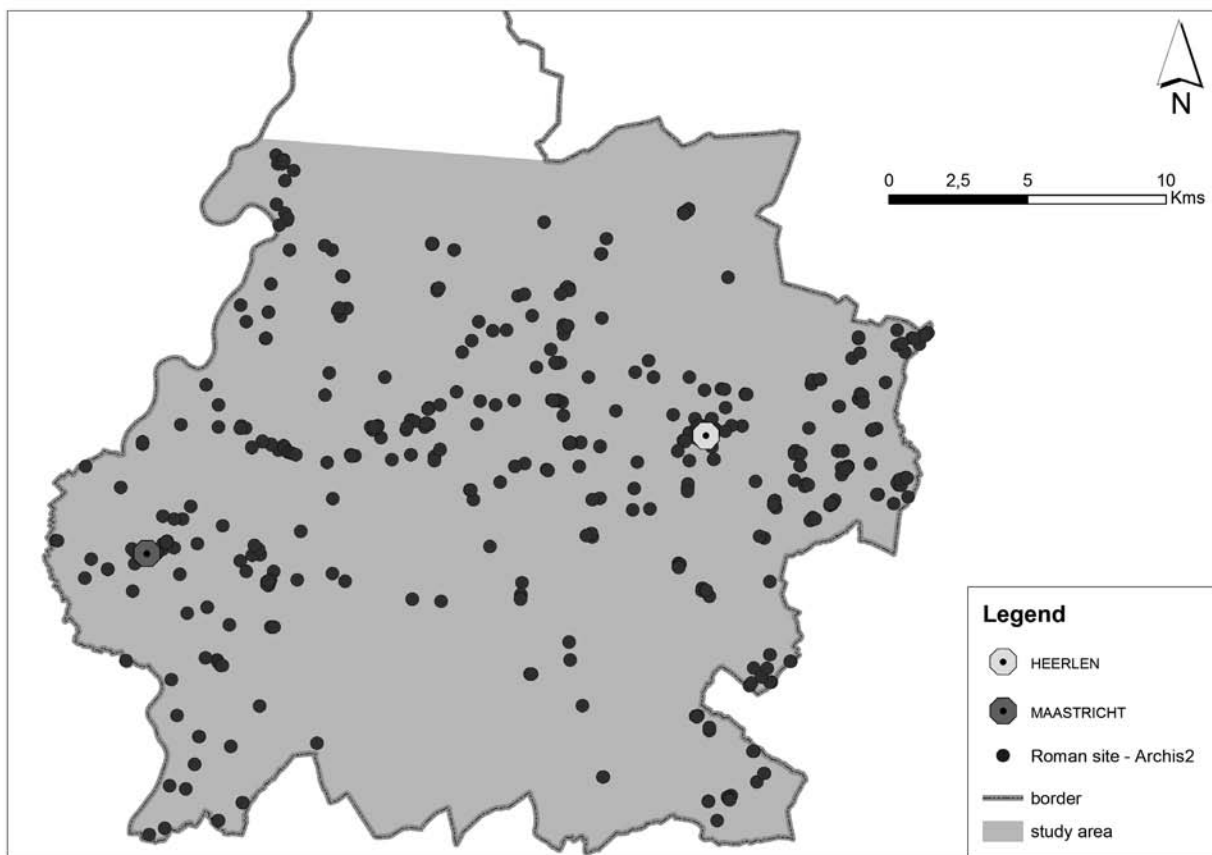 N
0 2,5 5 10
Kms
Legend
HEERLEN
MAASTRICHT
Roman site - Archis2
border
study area